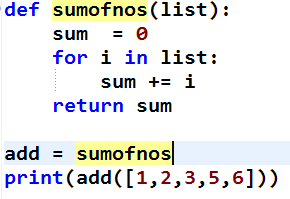 def sumofnos(list):
    sum  = 0
    for i in list:
        sum += i
    return sum

add = sumofnos
print(add([1,2,3,5,6]))